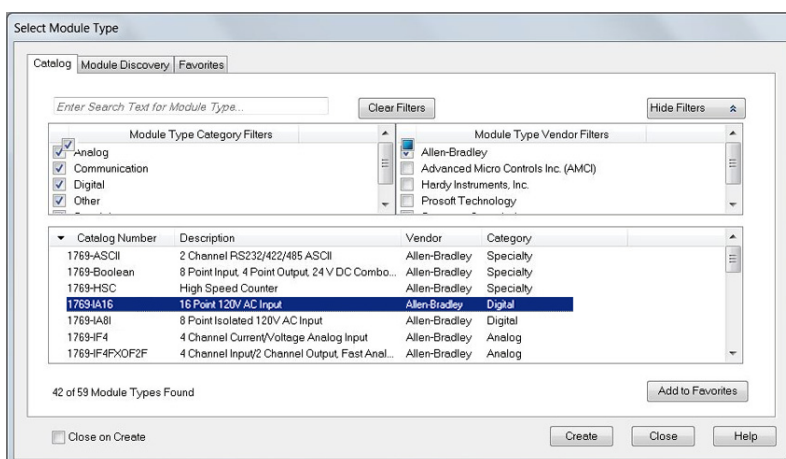 Select Module Type
Catalog Module Discovery Favorites
Enter Search Text for Module Type... Clear Filters Hide Filters
Module Type Category Filters Module Type Vendor Filters
Analog Allen-Bradley
Communication Advanced Micro Controls Inc. (AMCI)
Digital Hardy Instruments, Inc.
Other Prosoft Technology
Catalog Number Description Vendor Category
1769-ASCII 2 Channel RS232/422/485 ASCII Allen-Bradley Specialty
1769-Boolean 8 Point Input, 4 Point Output, 24 V DC Combo... Allen-Bradley Specialty
1769-HSC High Speed Counter Allen-Bradley Specialty
1769-IA16 16 Point 120V AC Input Allen-Bradley Digital
1769-IA8I 8 Point Isolated 120V AC Input Allen-Bradley Digital
1769-IF4 4 Channel Current/Voltage Analog Input Allen-Bradley Analog
1769-IF4FXOF2F 4 Channel Input/2 Channel Output, Fast Anal... Allen-Bradley Analog
42 of 59 Module Types Found Add to Favorites
Close on Create Create Close Help